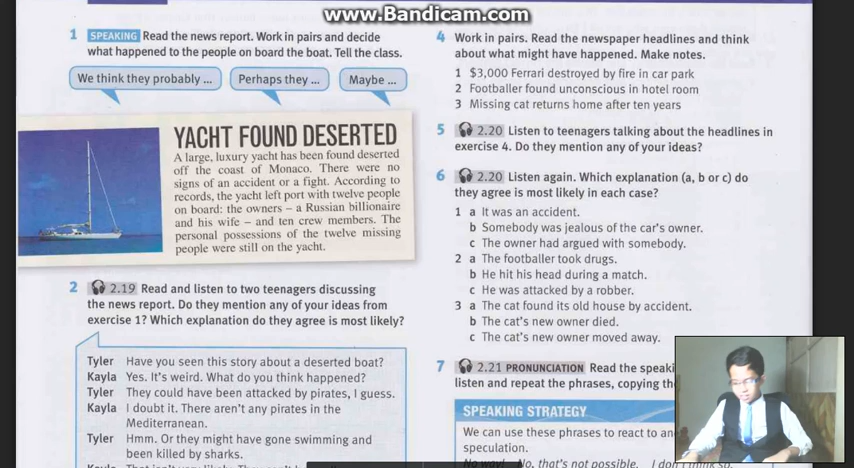 www.Bandicam.com
1 SPEAKING Read the news report. Work in pairs and decide
what happened to the people on board the boat. Tell the class.
We think they probably ...
Perhaps they ...
Maybe ...
YACHT FOUND DESERTED
A large, luxury yacht has been found deserted
off the coast of Monaco. There were no
signs of an accident or a fight. According to
records, the yacht left port with twelve people
on board: the owners – a Russian billionaire
and his wife – and ten crew members. The
personal possessions of the twelve missing
people were still on the yacht.
2 2.19 Read and listen to two teenagers discussing
the news report. Do they mention any of your ideas from
exercise 1? Which explanation do they agree is most likely?
Tyler Have you seen this story about a deserted boat?
Kayla Yes. It's weird. What do you think happened?
Tyler They could have been attacked by pirates, I guess.
Kayla I doubt it. There aren't any pirates in the
Mediterranean.
Tyler Hmm. Or they might have gone swimming and
been killed by sharks.
4 Work in pairs. Read the newspaper headlines and think
about what might have happened. Make notes.
1 $3,000 Ferrari destroyed by fire in car park
2 Footballer found unconscious in hotel room
3 Missing cat returns home after ten years
5 2.20 Listen to teenagers talking about the headlines in
exercise 4. Do they mention any of your ideas?
6 2.20 Listen again. Which explanation (a, b or c) do
they agree is most likely in each case?
1 a It was an accident.
b Somebody was jealous of the car's owner.
c The owner had argued with somebody.
2 a The footballer took drugs.
b He hit his head during a match.
c He was attacked by a robber.
3 a The cat found its old house by accident.
b The cat's new owner died.
c The cat's new owner moved away.
7 2.21 PRONUNCIATION Read the speaki
listen and repeat the phrases, copying the
SPEAKING STRATEGY
We can use these phrases to react to an
speculation.
No way! No, that's not possible. I don't think so.